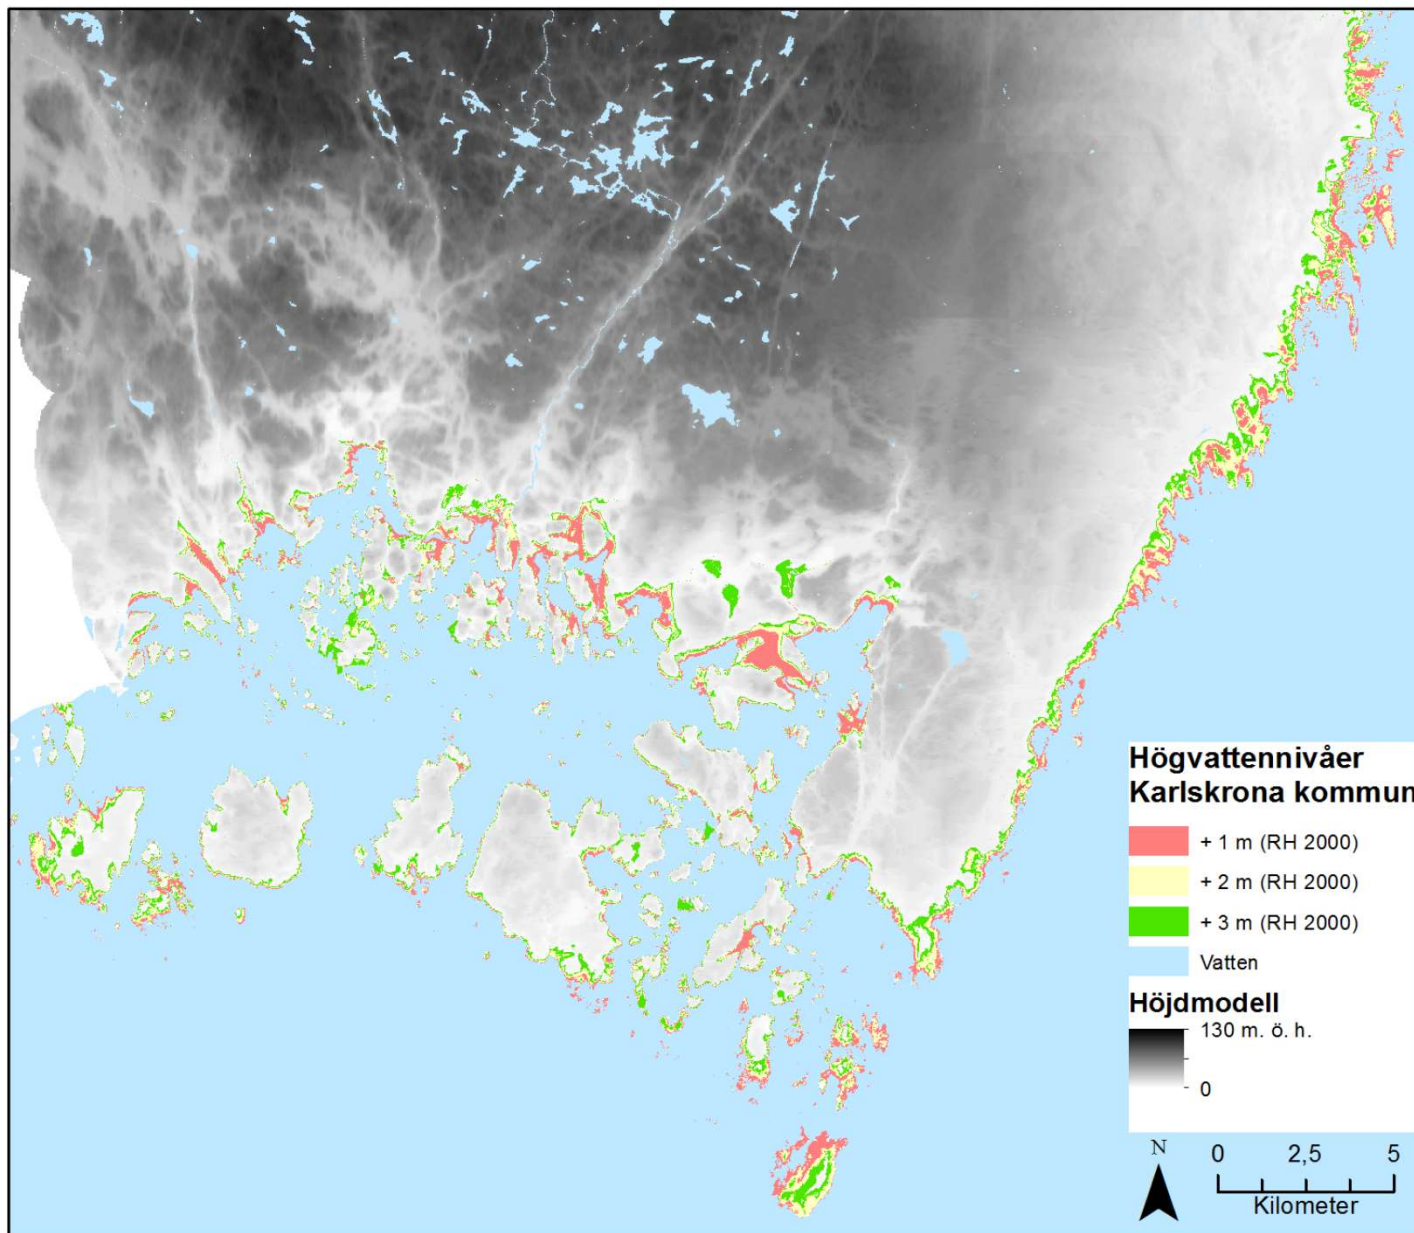 Högvattennivåer
Karlskrona kommun
+ 1 m (RH 2000)
+ 2 m (RH 2000)
+ 3 m (RH 2000)
Vatten
Höjdmodell
130 m. ö. h.
0
N
0 2,5 5
Kilometer